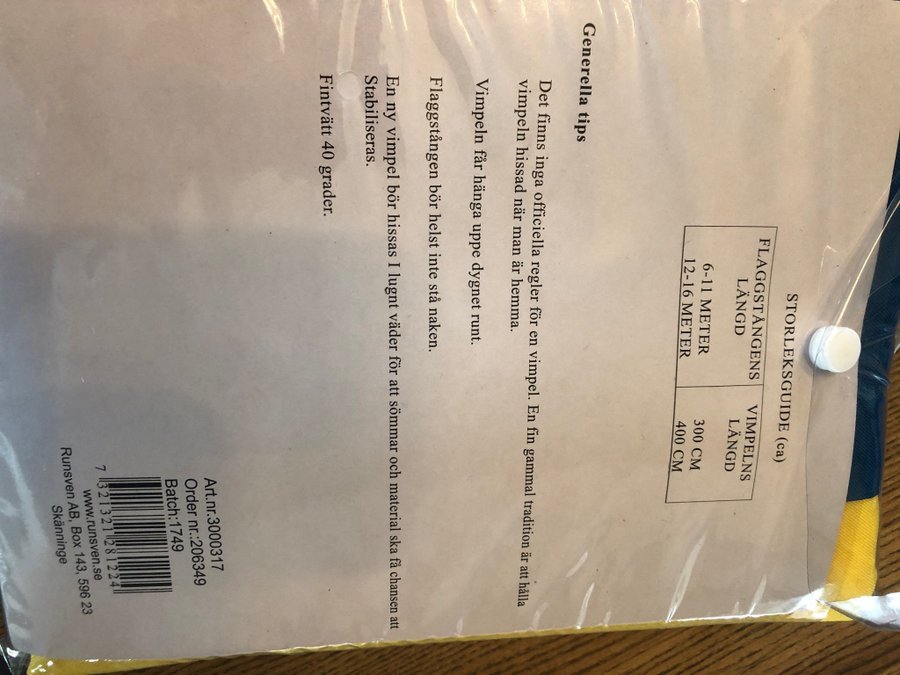 STORLEKSGUIDE (ca)
FLAGGSTÅNGENS LÄNGD VIMPELNS LÄNGD
6-11 METER 300 CM
12-16 METER 400 CM
Generella tips
Det finns inga officiella regler för en vimpel. En fin gammal tradition är att hålla
vimpeln hissad när man är hemma.
Vimpeln får hänga uppe dygnet runt.
Flaggstången bör helst inte stå naken.
En ny vimpel bör hissas I lugnt väder för att sömmar och material ska få chansen att
Stabiliseras.
Fintvätt 40 grader.
Art.nr.3000317
Order nr.:206349
Batch:1749
7 321321 281224
www.runsven.se
Runsven AB, Box 143, 596 23
Skänninge